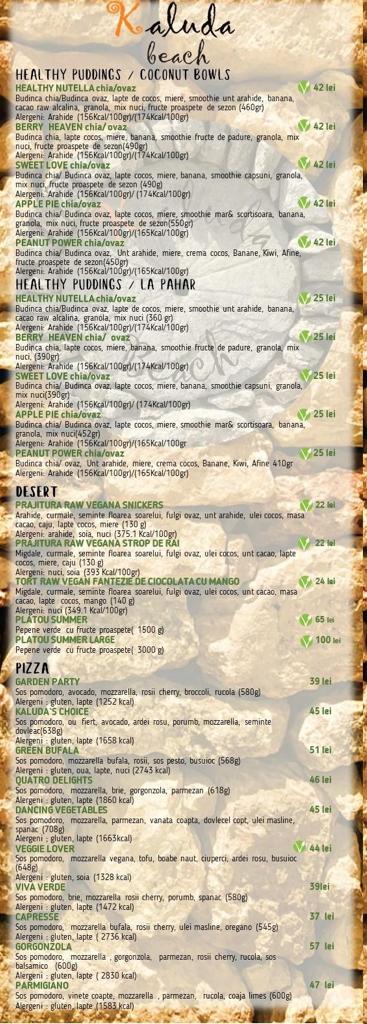 Kaluda
beach
HEALTHY PUDDINGS / COCONUT BOWLS
HEALTHY NUTELLA chia/ovaz 42 lei
Budinca chia/Budinca ovaz, lapte de cocos, miere, smoothie unt arahide, banana,
cacao raw alcalina, granola, mix nuci, fructe proaspete de sezon (460gr)
Alergeni: Arahide (156Kcal/100gr)/(174Kcal/100gr)
BERRY HEAVEN chia/ ovaz 42 lei
Budinca chia, lapte cocos, miere, banana, smoothie fructe de padure, granola, mix
nuci, fructe proaspete de sezon(490gr)
Alergeni: Arahide (156Kcal/100gr)/(174Kcal/100gr)
SWEET LOVE chia/ovaz 42 lei
Budinca chia/ Budinca ovaz, lapte cocos, miere, banana, smoothie capsuni, granola,
mix nuci, fructe proaspete de sezon (490g)
Alergeni: Arahide (156Kcal/100gr)/ (174Kcal/100gr)
APPLE PIE chia/ovaz 42 lei
Budinca chia/ Budinca ovaz, lapte cocos, miere, smoothie mar& scortisoara, banana,
granola, mix nuci, fructe proaspete de sezon(550gr)
Alergeni: Arahide (156Kcal/100gr)/(165Kcal/100gr)
PEANUT POWER chia/ovaz 42 lei
Budinca chia/ Budinca ovaz, Unt arahide, miere, crema cocos, Banane, Kiwi, Afine,
fructe proaspete de sezon(450gr)
Alergeni: Arahide (156Kcal/100gr)/(165Kcal/100gr)
HEALTHY PUDDINGS / LA PAHAR
HEALTHY NUTELLA chia/ovaz 25 lei
Budinca chia/Budinca ovaz, lapte de cocos, miere, smoothie unt arahide, banana,
cacao raw alcalina, granola, mix nuci (360 gr)
Alergeni: Arahide (156Kcal/100gr)/(174Kcal/100gr)
BERRY HEAVEN chia/ ovaz 25 lei
Budinca chia, lapte cocos, miere, banana, smoothie fructe de padure, granola, mix
nuci, (390gr)
Alergeni: Arahide (156Kcal/100gr)/(174Kcal/100gr)
SWEET LOVE chia/ovaz 25 lei
Budinca chia/ Budinca ovaz, lapte cocos, miere, banana, smoothie capsuni, granola,
mix nuci(390gr)
Alergeni: Arahide (156Kcal/100gr)/ (174Kcal/100gr)
APPLE PIE chia/ovaz 25 lei
Budinca chia/ Budinca ovaz, lapte cocos, miere, smoothie mar& scortisoara, banana,
granola, mix nuci(452gr)
Alergeni: Arahide (156Kcal/100gr)/(165Kcal/100gr
PEANUT POWER chia/ovaz 25 lei
Budinca chia/ ovaz, Unt arahide, miere, crema cocos, Banane, Kiwi, Afine 410gr
Alergeni: Arahide (156Kcal/100gr)/(165Kcal/100gr)
DESERT
PRAJITURA RAW VEGANA SNICKERS 22 lei
Arahide, curmale, seminte floarea soarelui, fulgi ovaz, unt arahide, ulei cocos, masa
cacao, caju, lapte cocos, miere (130 g)
Alergeni: arahide, soia, nuci (375.1 Kcal/100gr)
PRAJITURA RAW VEGANA STROP DE RAI 22 lei
Migdale, curmale, seminte floarea soarelui, fulgi ovaz, ulei cocos, unt cacao, lapte
cocos, miere, caju (130 g)
Alergeni: nuci, soia (393 Kcal/100gr)
TORT RAW VEGAN FANTEZIE DE CIOCOLATA CU MANGO 24 lei
Migdale, curmale, seminte floarea soarelui, fulgi ovaz, ulei cocos, unt cacao, masa
cacao, lapte cocos, mango (140 g)
Alergeni: nuci (349.1 Kcal/100gr)
PLATOU SUMMER 65 lei
Pepene verde cu fructe proaspete( 1500 g)
PLATOU SUMMER LARGE 100 lei
Pepene verde cu fructe proaspete( 3000 g)
PIZZA
GARDEN PARTY 39 lei
Sos pomodoro, avocado, mozzarella, rosii cherry, broccoli, rucola (580g)
Alergeni : gluten, lapte (1252 kcal)
KALUDA'S CHOICE 45 lei
Sos pomodoro, ou fiert, avocado, ardei rosu, porumb, mozzarella, seminte
dovleac(638g)
Alergeni : gluten, lapte (1658 kcal)
GREEN BUFALA 51 lei
Sos pomodoro, mozzarella bufala, rosii, sos pesto, busuioc (568g)
Alergeni : gluten, oua, lapte, nuci (2743 kcal)
QUATRO DELIGHTS 46 lei
Sos pomodoro, mozzarella, brie, gorgonzola, parmezan (618g)
Alergeni : gluten, lapte (1860 kcal)
DANCING VEGETABLES 45 lei
Sos pomodoro, mozzarella, parmezan, vanata coapta, dovlecel copt, ulei masline,
spanac (708g)
Alergeni : gluten, lapte (1663kcal)
VEGGIE LOVER 44 lei
Sos pomodoro, mozzarella vegana, tofu, boabe naut, ciuperci, ardei rosu, busuioc
(648g)
Alergeni : gluten, soia (1328 kcal)
VIVA VERDE 39lei
Sos pomodoro, brie, mozzarella rosii cherry, porumb, spanac (580g)
Alergeni : gluten, lapte (1472 kcal)
CAPRESSE 37 lei
Sos pomodoro, mozzarella bufala, rosii cherry, ulei masline, oregano (545g)
Alergeni : gluten, lapte ( 2736 kcal)
GORGONZOLA 57 lei
Sos pomodoro, mozzarella , gorgonzola, parmezan, rosii cherry, rucola, sos
balsamico (600g)
Alergeni : gluten, lapte ( 2830 kcal)
PARMIGIANO 47 lei
Sos pomodoro, vinete coapte, mozzarella , parmezan, rucola, coaja limes (600g)
Alergeni : gluten, lapte (1583 kcal)